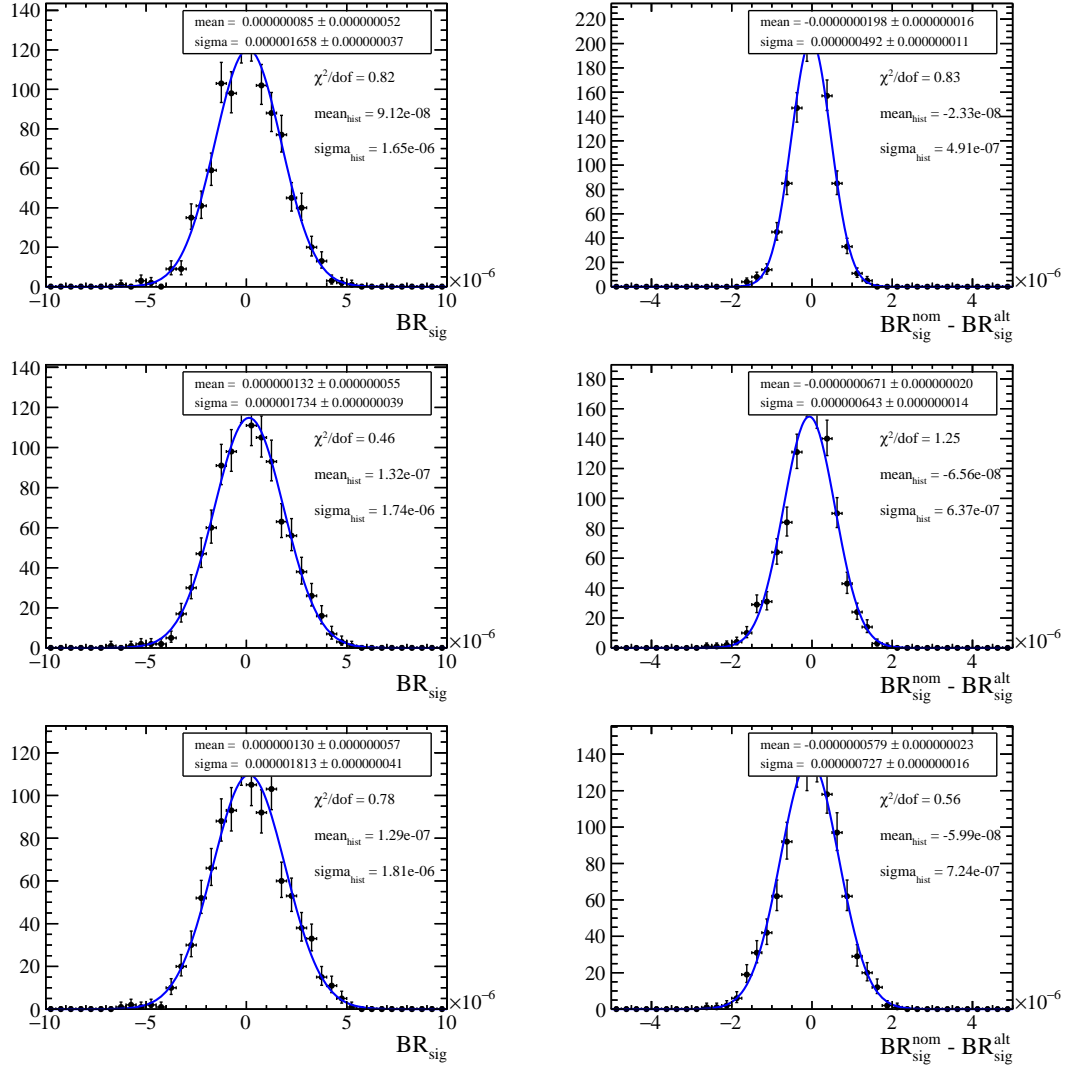 mean = 0.000000085 ± 0.000000052
sigma = 0.000001658 ± 0.000000037
χ²/dof = 0.82
mean_hist = 9.12e-08
sigma_hist = 1.65e-06
120
100
80
60
40
20
0
−10
−5
0
5
10
×10⁻⁶
BR_sig
mean = -0.0000000198 ± 0.000000016
sigma = 0.000000492 ± 0.000000011
χ²/dof = 0.83
mean_hist = -2.33e-08
sigma_hist = 4.91e-07
220
200
180
160
140
120
100
80
60
40
20
0
−4
−2
0
2
4
×10⁻⁶
BR_sig^nom - BR_sig^alt
mean = 0.000000132 ± 0.000000055
sigma = 0.000001734 ± 0.000000039
χ²/dof = 0.46
mean_hist = 1.32e-07
sigma_hist = 1.74e-06
140
120
100
80
60
40
20
0
−10
−5
0
5
10
×10⁻⁶
BR_sig
mean = -0.0000000671 ± 0.000000020
sigma = 0.000000643 ± 0.000000014
χ²/dof = 1.25
mean_hist = -6.56e-08
sigma_hist = 6.37e-07
180
160
140
120
100
80
60
40
20
0
−4
−2
0
2
4
×10⁻⁶
BR_sig^nom - BR_sig^alt
mean = 0.000000130 ± 0.000000057
sigma = 0.000001813 ± 0.000000041
χ²/dof = 0.78
mean_hist = 1.29e-07
sigma_hist = 1.81e-06
120
100
80
60
40
20
0
−10
−5
0
5
10
×10⁻⁶
BR_sig
mean = -0.0000000579 ± 0.000000023
sigma = 0.000000727 ± 0.000000016
χ²/dof = 0.56
mean_hist = -5.99e-08
sigma_hist = 7.24e-07
140
120
100
80
60
40
20
0
−4
−2
0
2
4
×10⁻⁶
BR_sig^nom - BR_sig^alt